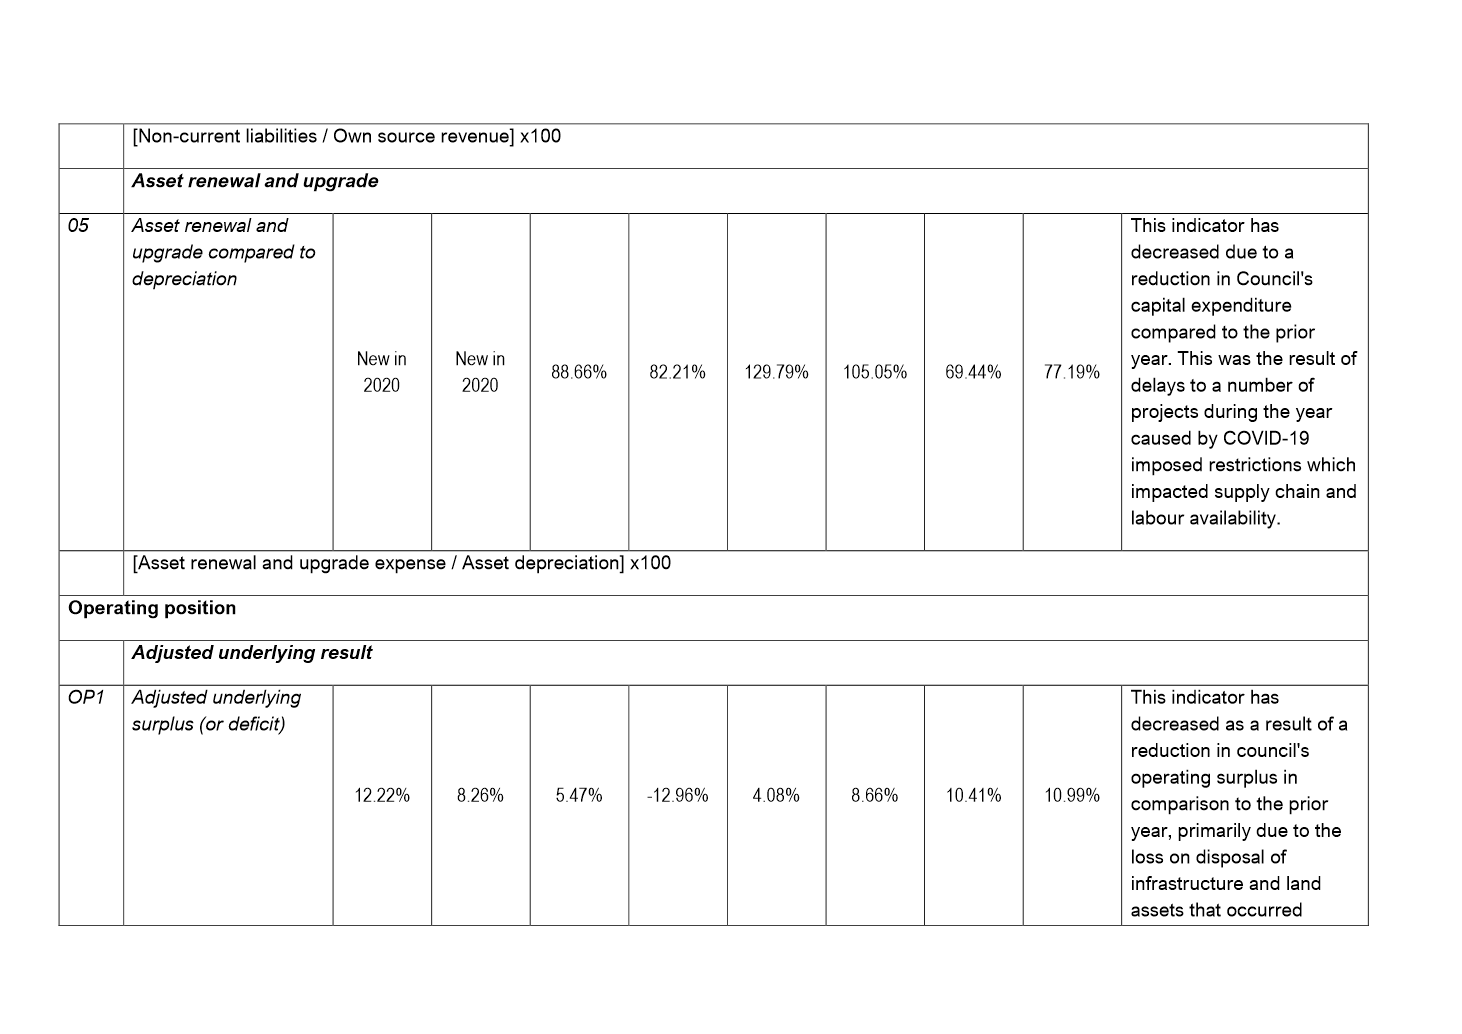 [Non-current liabilities / Own source revenue] x100
Asset renewal and upgrade
05
Asset renewal and
upgrade compared to
depreciation
New in
2020
New in
2020
88.66%
82.21%
129.79%
105.05%
69.44%
77.19%
This indicator has
decreased due to a
reduction in Council's
capital expenditure
compared to the prior
year. This was the result of
delays to a number of
projects during the year
caused by COVID-19
imposed restrictions which
impacted supply chain and
labour availability.
[Asset renewal and upgrade expense / Asset depreciation] x100
Operating position
Adjusted underlying result
OP1
Adjusted underlying
surplus (or deficit)
12.22%
8.26%
5.47%
-12.96%
4.08%
8.66%
10.41%
10.99%
This indicator has
decreased as a result of a
reduction in council's
operating surplus in
comparison to the prior
year, primarily due to the
loss on disposal of
infrastructure and land
assets that occurred